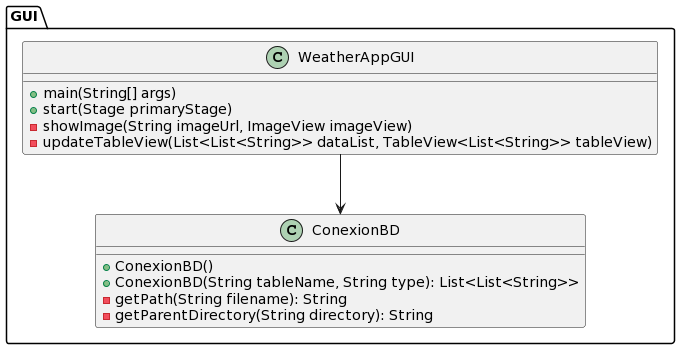 GUI
C WeatherAppGUI
main(String[] args)
start(Stage primaryStage)
showImage(String imageUrl, ImageView imageView)
updateTableView(List<List<String>> dataList, TableView<List<String>> tableView)
C ConexionBD
ConexionBD()
ConexionBD(String tableName, String type): List<List<String>>
getPath(String filename): String
getParentDirectory(String directory): String